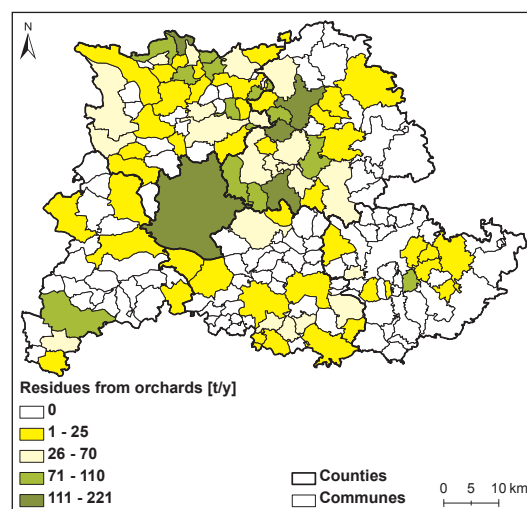 N
Residues from orchards [t/y]
0
1 - 25
26 - 70
71 - 110
111 - 221
Counties
Communes
0 5 10 km